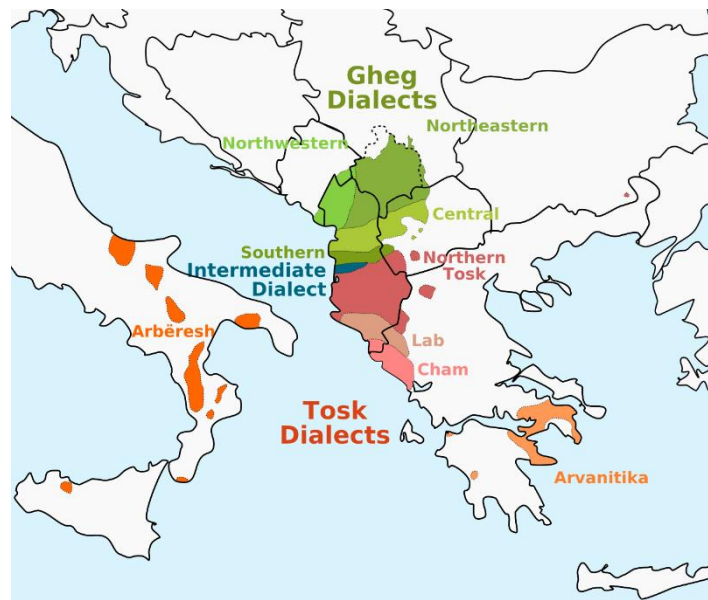 Gheg
Dialects
Northeastern
Northwestern
Central
Southern
Intermediate
Dialect
Northern
Tosk
Arbëresh
Lab
Cham
Tosk
Dialects
Arvanitika